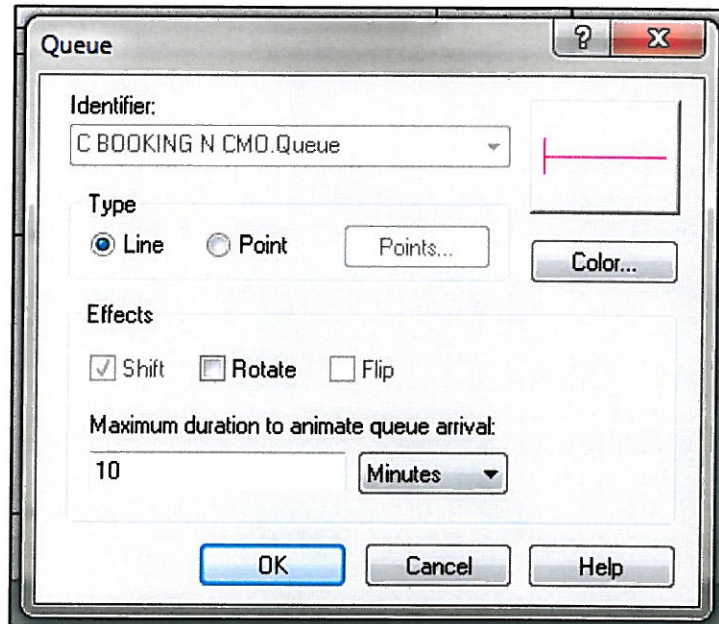 Queue
?
X
Identifier:
C BOOKING N CMO.Queue
Type
Line
Point
Points...
Color...
Effects
Shift
Rotate
Flip
Maximum duration to animate queue arrival:
10
Minutes
OK
Cancel
Help